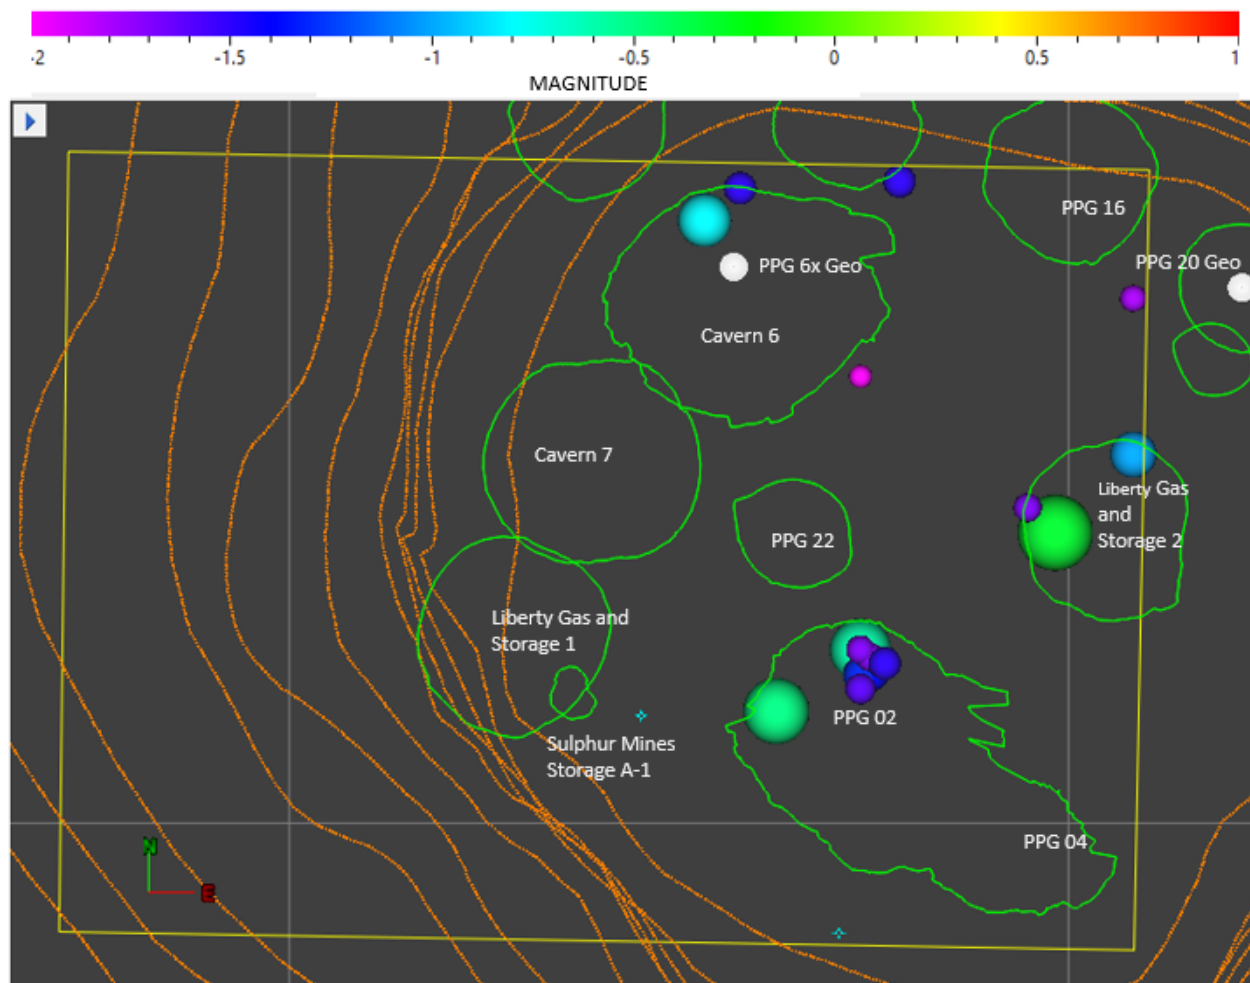 -2 -1.5 -1 -0.5 0 0.5 1
MAGNITUDE
PPG 16
PPG 20 Geo
PPG 6x Geo
Cavern 6
Cavern 7
Liberty Gas
and
Storage 2
PPG 22
Liberty Gas and
Storage 1
PPG 02
Sulphur Mines
Storage A-1
PPG 04
N
E